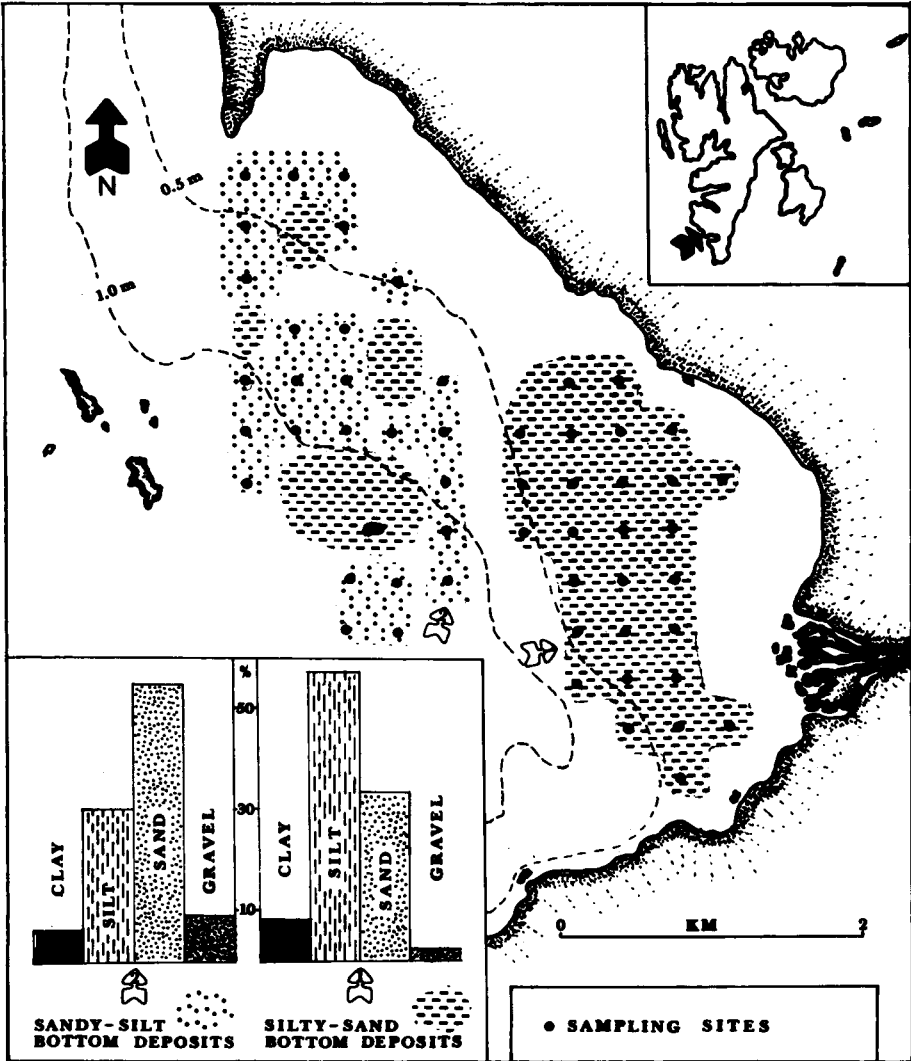 N
0.5 m
1.0 m
%
50
30
10
CLAY
SILT
SAND
GRAVEL
CLAY
SILT
SAND
GRAVEL
SANDY-SILT
BOTTOM DEPOSITS
SILTY-SAND
BOTTOM DEPOSITS
0 KM 2
SAMPLING SITES